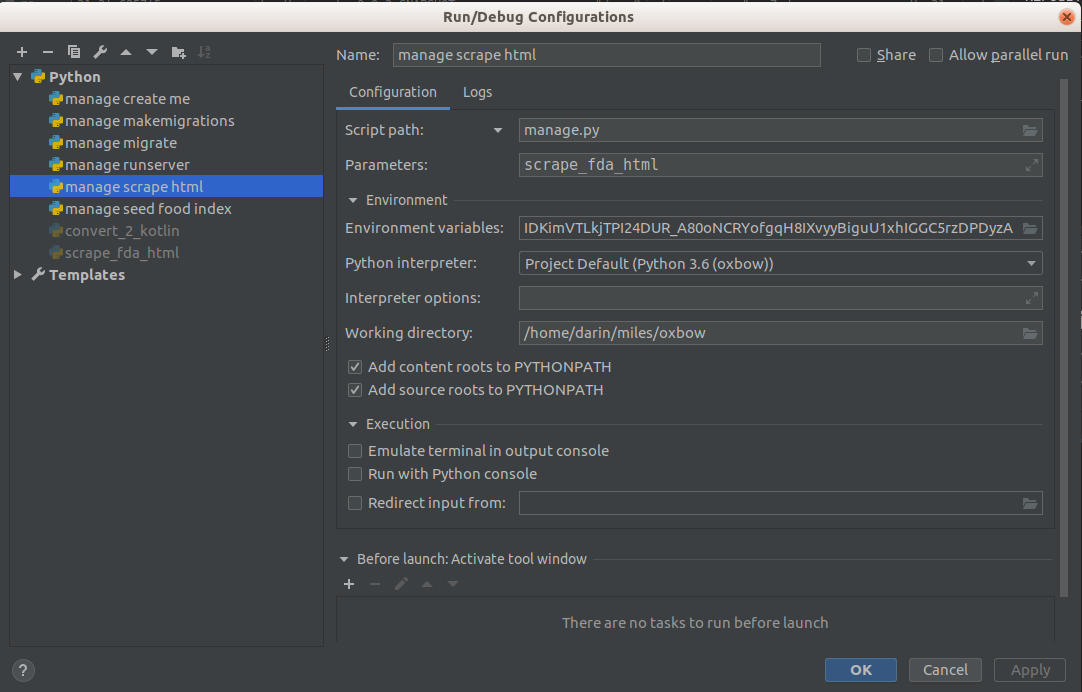 Run/Debug Configurations
Name: manage scrape html Share Allow parallel run
Python
manage create me
manage makemigrations
manage migrate
manage runserver
manage scrape html
manage seed food index
convert_2_kotlin
scrape_fda_html
Templates
Configuration Logs
Script path: manage.py
Parameters: scrape_fda_html
Environment
Environment variables: IDKimVTLkjTPI24DUR_A80oNCRYofgqH8IXvyyBiguU1xhIGGC5rzDPDyzA
Python interpreter: Project Default (Python 3.6 (oxbow))
Interpreter options:
Working directory: /home/darin/miles/oxbow
Add content roots to PYTHONPATH
Add source roots to PYTHONPATH
Execution
Emulate terminal in output console
Run with Python console
Redirect input from:
Before launch: Activate tool window
There are no tasks to run before launch
? OK Cancel Apply